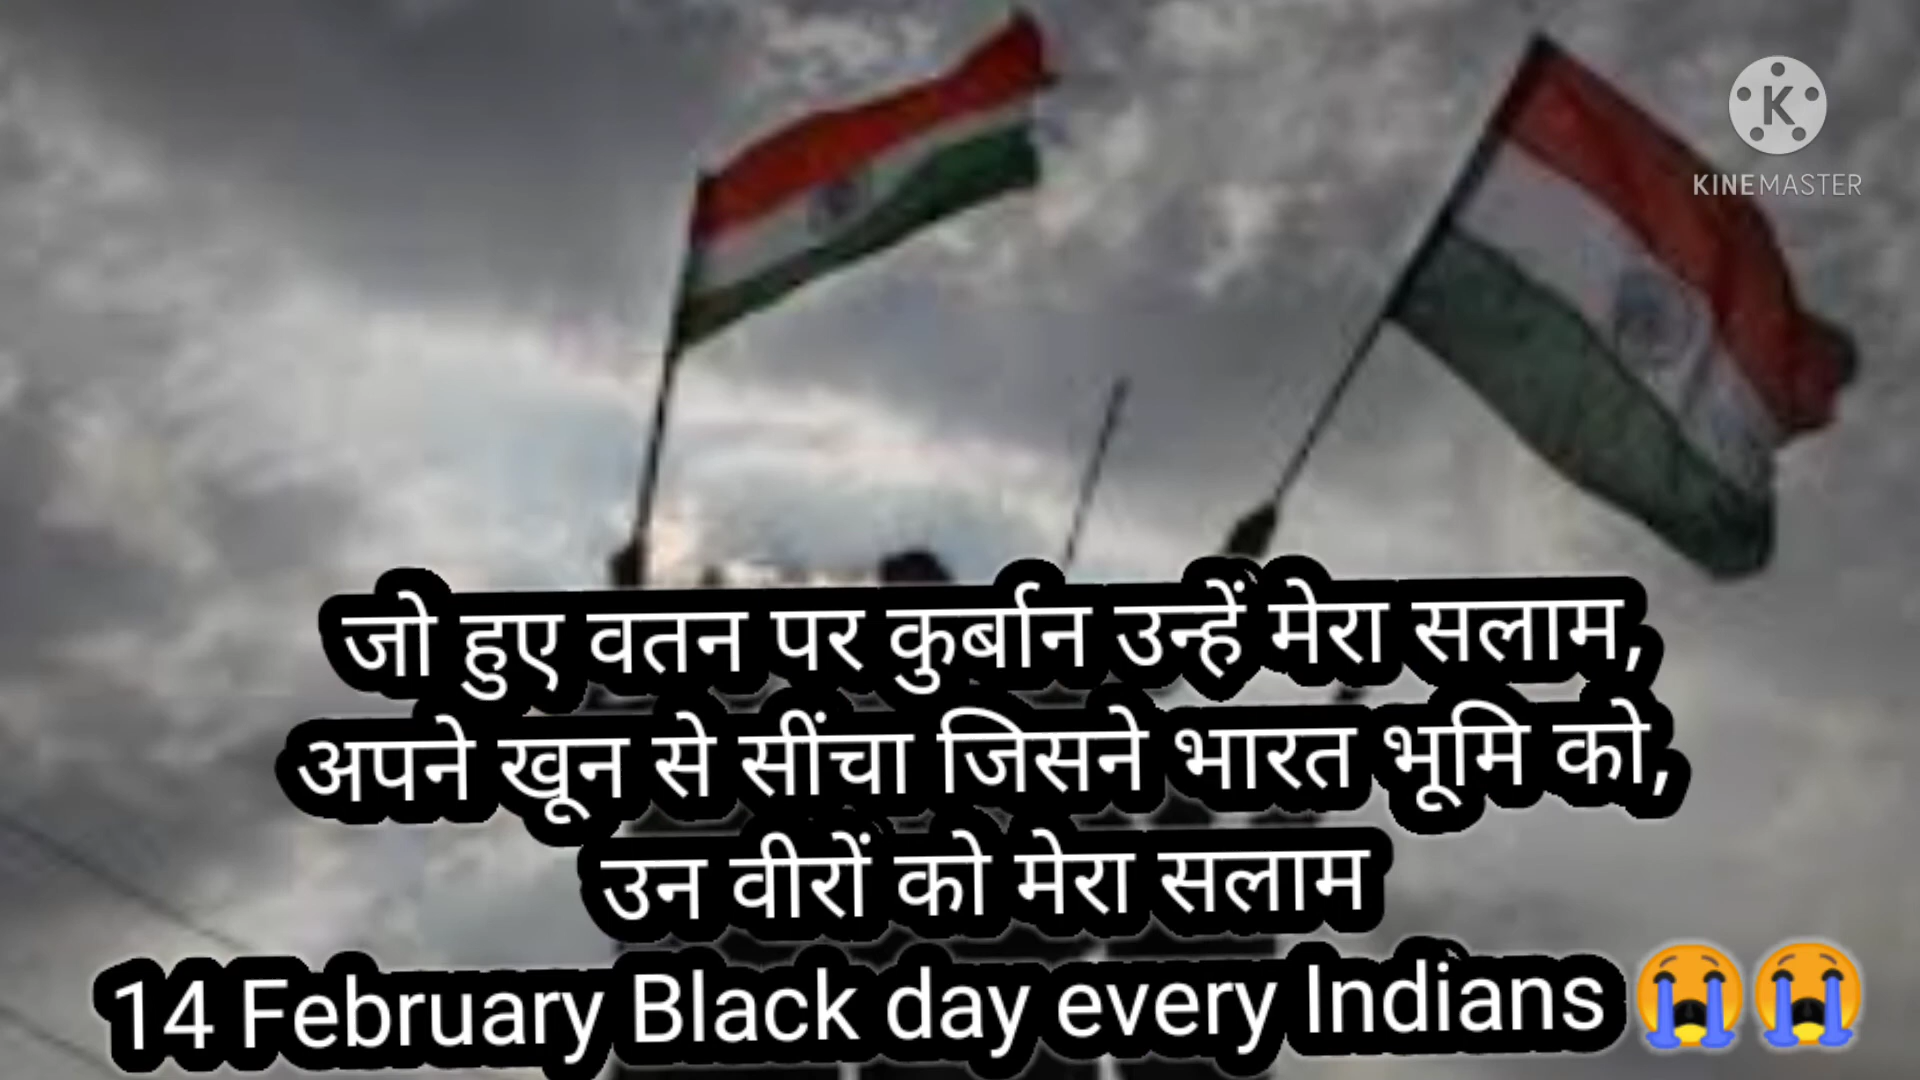 K
KINEMASTER
जो हुए वतन पर कुर्बान उन्हें मेरा सलाम,
अपने खून से सींचा जिसने भारत भूमि को,
उन वीरों को मेरा सलाम
14 February Black day every Indians 😭😭